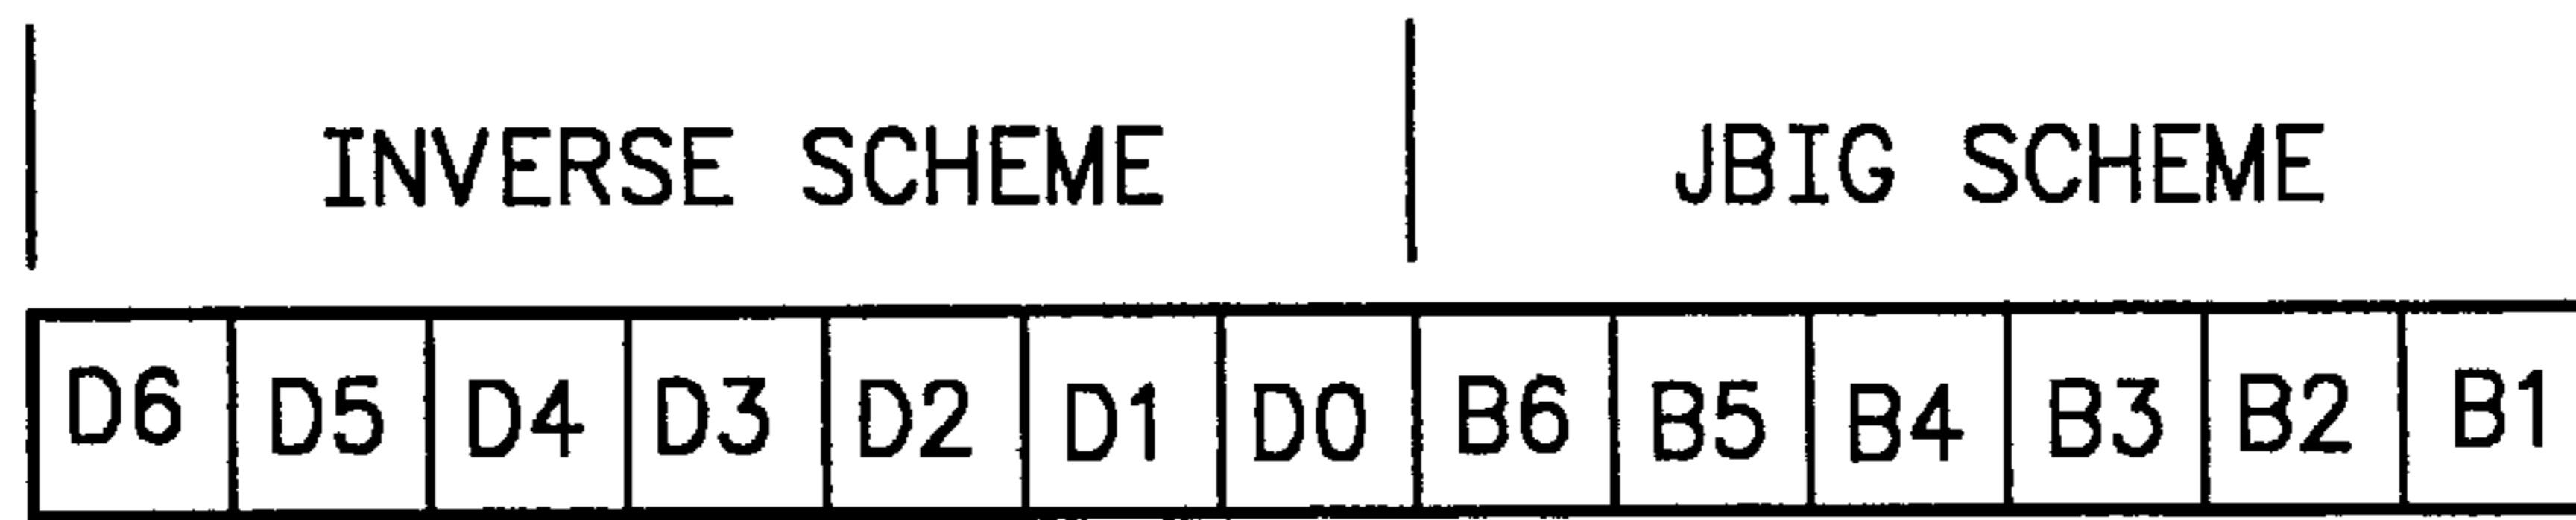 INVERSE SCHEME JBIG SCHEME
D6 D5 D4 D3 D2 D1 D0 B6 B5 B4 B3 B2 B1